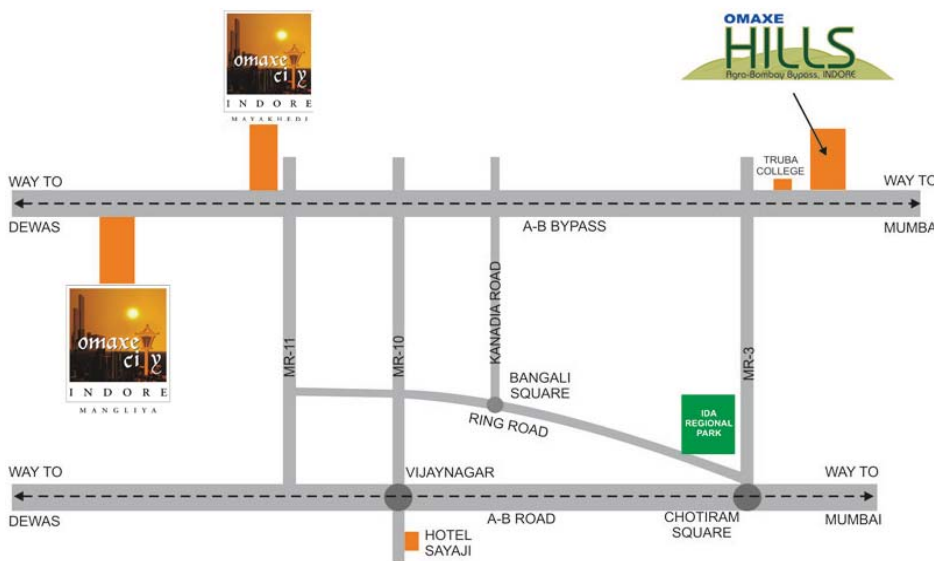 OMAXE
HILLS
Agra-Bombay Bypass, INDORE
omaxe
city
INDORE
MAYAKHEDI
TRUBA
COLLEGE
WAY TO
DEWAS
WAY TO
MUMBAI
A-B BYPASS
omaxe
city
INDORE
MANGLIYA
MR-11
MR-10
KANADIA ROAD
MR-3
BANGALI
SQUARE
RING ROAD
IDA
REGIONAL
PARK
WAY TO
DEWAS
VIJAYNAGAR
A-B ROAD
CHOTIRAM
SQUARE
WAY TO
MUMBAI
HOTEL
SAYAJI